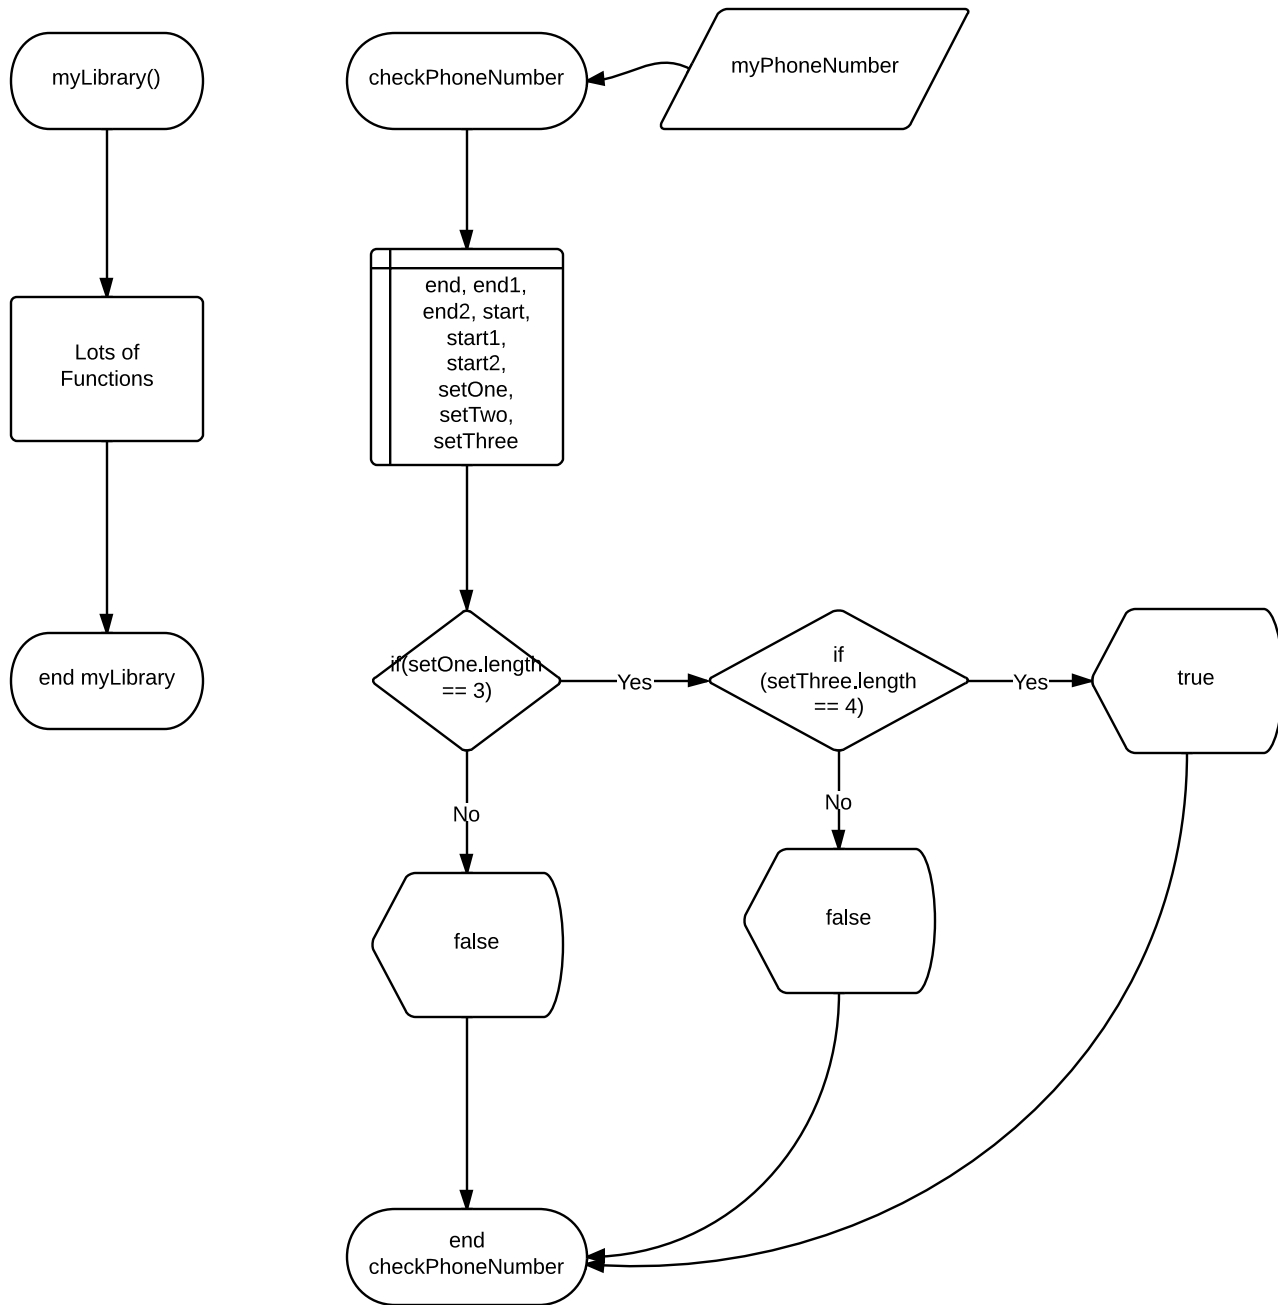 myLibrary()
checkPhoneNumber
myPhoneNumber
Lots of
Functions
end, end1,
end2, start,
start1,
start2,
setOne,
setTwo,
setThree
end myLibrary
if(setOne.length
== 3)
Yes
if
(setThree.length
== 4)
Yes
true
No
No
false
false
end
checkPhoneNumber